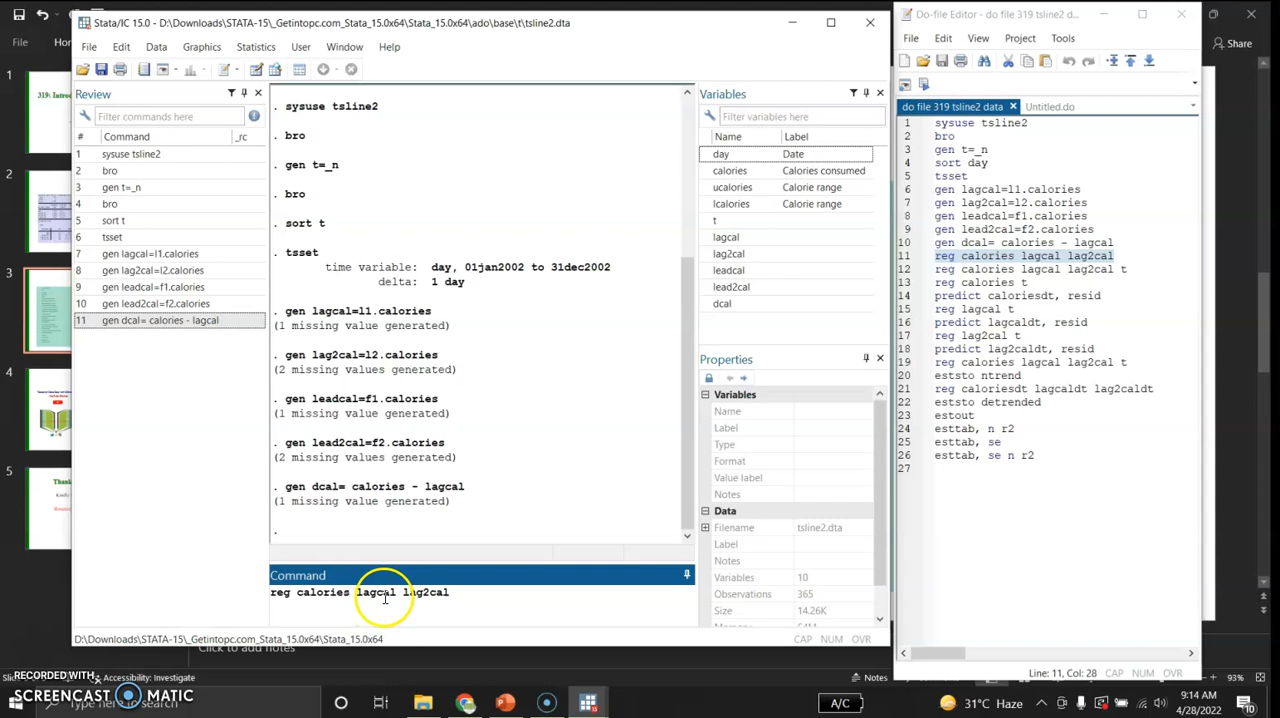 Stata/IC 15.0 - D:\Downloads\STATA-15\_Getintopc.com_Stata_15.0x64\Stata_15.0x64\ado\base\t\tsline2.dta
File Edit Data Graphics Statistics User Window Help
Review
Filter commands here
# Command _rc
1 sysuse tsline2
2 bro
3 gen t=_n
4 bro
5 sort t
6 tsset
7 gen lagcal=l1.calories
8 gen lag2cal=l2.calories
9 gen leadcal=f1.calories
10 gen lead2cal=f2.calories
11 gen dcal= calories - lagcal
. sysuse tsline2
. bro
. gen t=_n
. bro
. sort t
. tsset
time variable: day, 01jan2002 to 31dec2002
delta: 1 day
. gen lagcal=l1.calories
(1 missing value generated)
. gen lag2cal=l2.calories
(2 missing values generated)
. gen leadcal=f1.calories
(1 missing value generated)
. gen lead2cal=f2.calories
(2 missing values generated)
. gen dcal= calories - lagcal
(1 missing value generated)
.
Command
reg calories lagcal lag2cal
D:\Downloads\STATA-15\_Getintopc.com_Stata_15.0x64\Stata_15.0x64
CAP NUM OVR
Variables
Filter variables here
Name Label
day Date
calories Calories consumed
ucalories Calorie range
lcalories Calorie range
t
lagcal
lag2cal
leadcal
lead2cal
dcal
Properties
Variables
Name
Label
Type
Format
Value label
Notes
Data
Filename tsline2.dta
Label
Notes
Variables 10
Observations 365
Size 14.26K
Do-file Editor - do file 319 tsline2 d...
File Edit View Project Tools
do file 319 tsline2 data Untitled.do
1 sysuse tsline2
2 bro
3 gen t=_n
4 sort day
5 tsset
6 gen lagcal=l1.calories
7 gen lag2cal=l2.calories
8 gen leadcal=f1.calories
9 gen lead2cal=f2.calories
10 gen dcal= calories - lagcal
11 reg calories lagcal lag2cal
12 reg calories lagcal lag2cal t
13 reg calories t
14 predict caloriesdt, resid
15 reg lagcal t
16 predict lagcaldt, resid
17 reg lag2cal t
18 predict lag2caldt, resid
19 reg calories lagcal lag2cal t
20 eststo ntrend
21 reg caloriesdt lagcaldt lag2caldt
22 eststo detrended
23 estout
24 esttab, n r2
25 esttab, se
26 esttab, se n r2
27
Line: 11, Col: 28 CAP NUM OVR
File
Share
1
319: Introd
2
3
4
5
Click to add notes
Accessibility: Investigate
Notes
93%
RECORDED WITH
SCREENCAST MATIC
Type here to search
A/C
31°C Haze
9:14 AM
4/28/2022
10